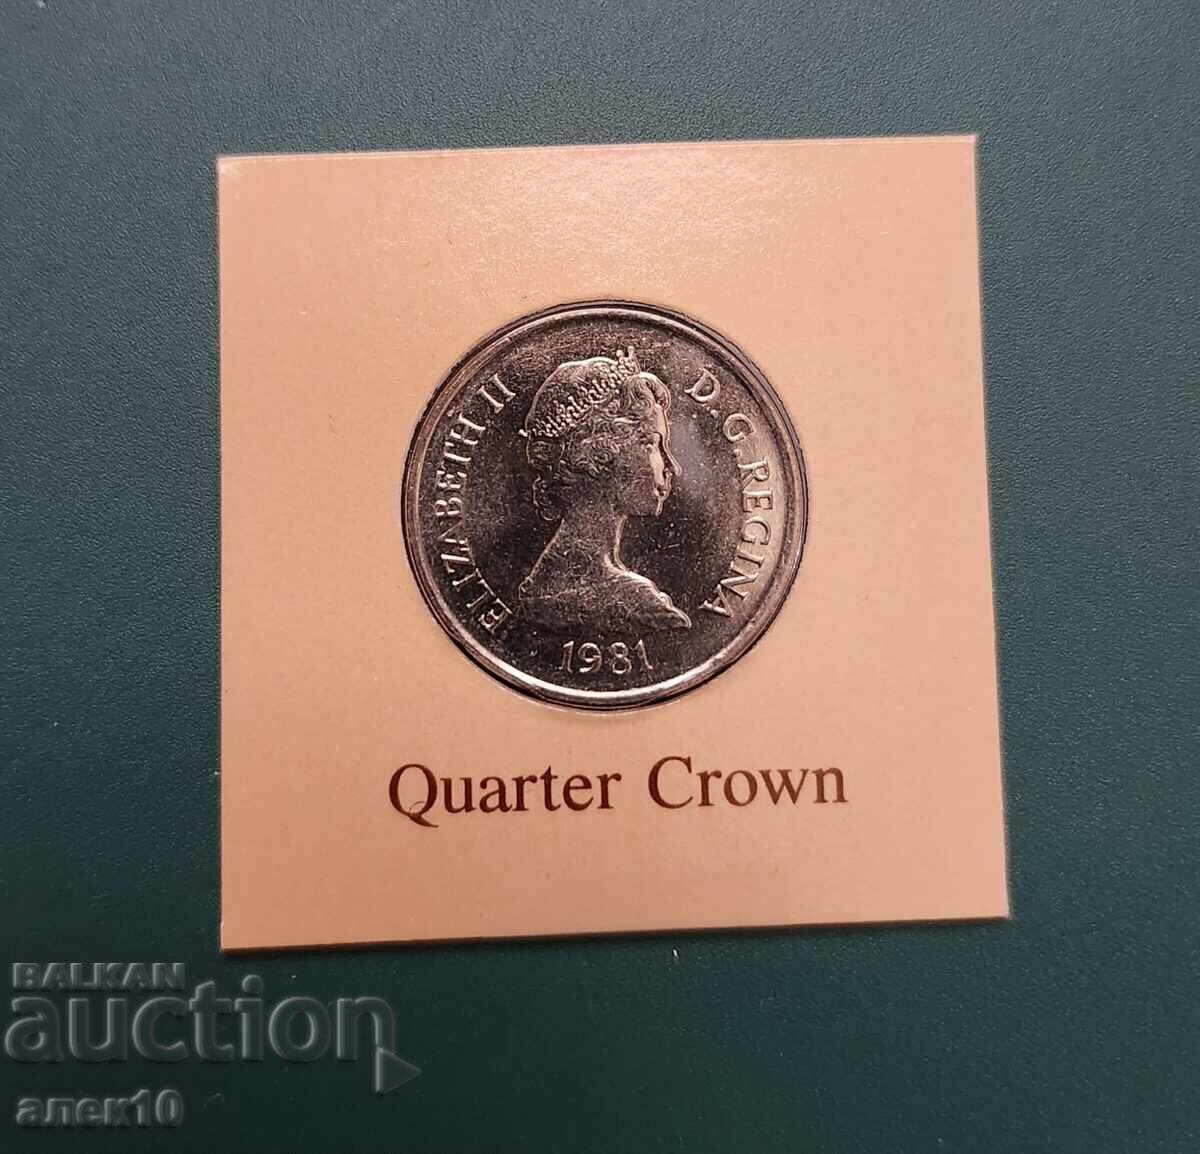 ELIZABETH II D.G.REGINA
1981
Quarter Crown
BALKAN
auction
алек10